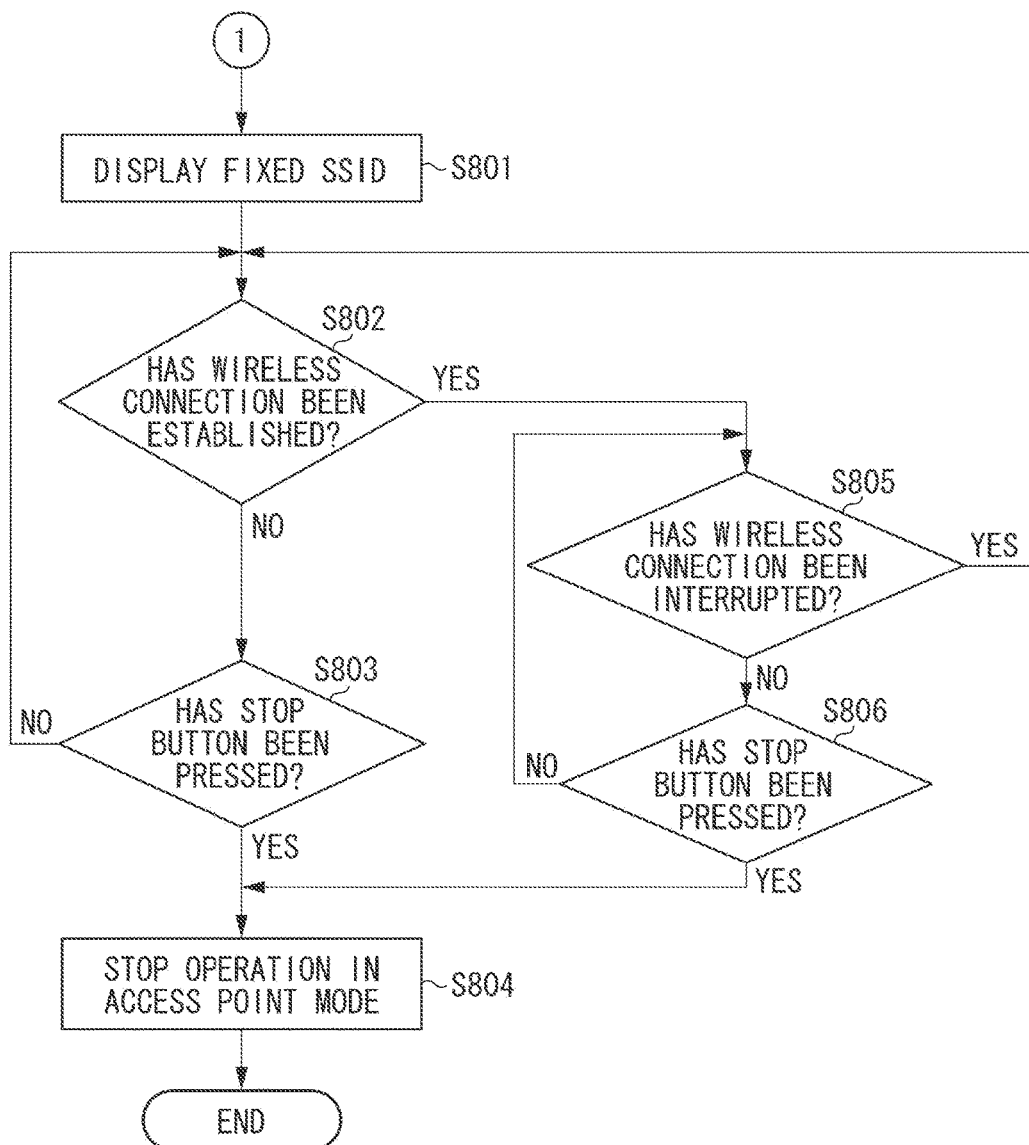 1
DISPLAY FIXED SSID
S801
S802
HAS WIRELESS
CONNECTION BEEN
ESTABLISHED?
YES
NO
S805
HAS WIRELESS
CONNECTION BEEN
INTERRUPTED?
YES
NO
S803
HAS STOP
BUTTON BEEN
PRESSED?
NO
YES
S806
HAS STOP
BUTTON BEEN
PRESSED?
NO
YES
STOP OPERATION IN
ACCESS POINT MODE
S804
END